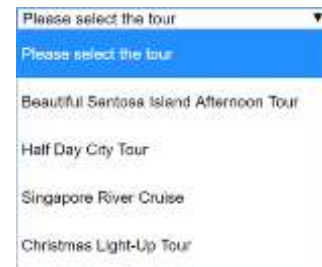 Please select the tour
Please select the tour
Beautiful Sentosa Island Afternoon Tour
Half Day City Tour
Singapore River Cruise
Christmas Light-Up Tour